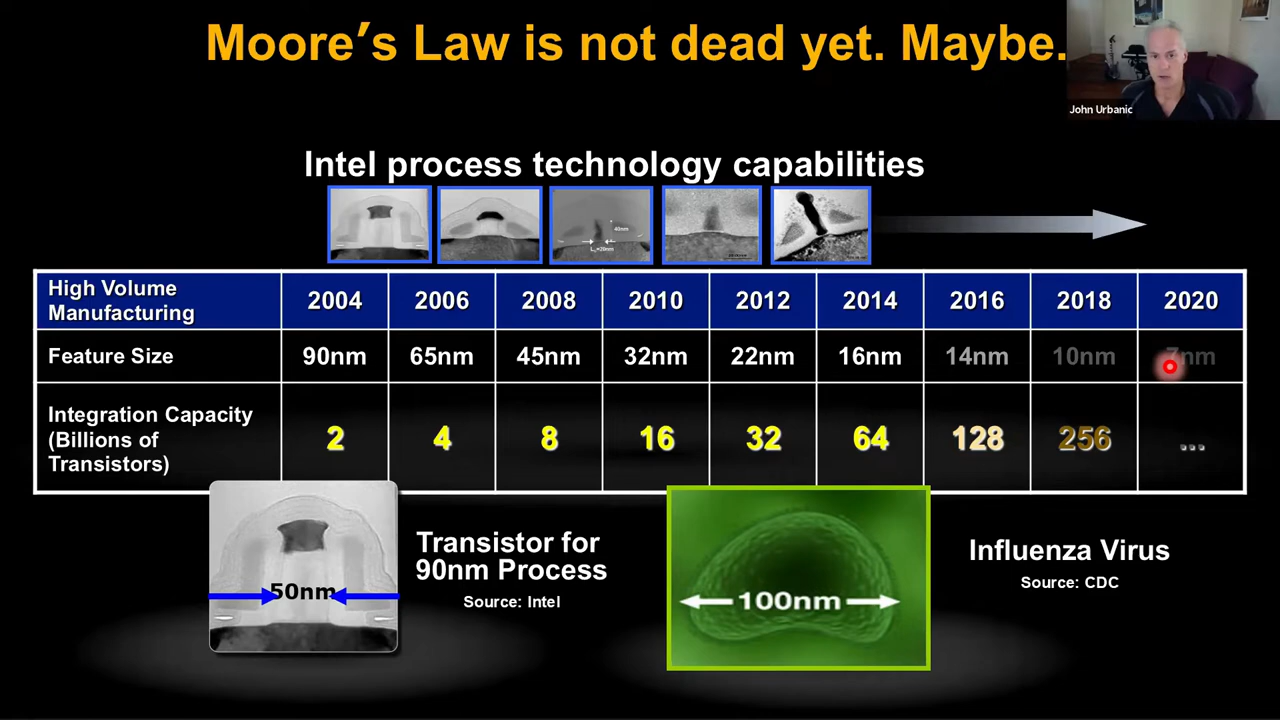 Moore’s Law is not dead yet. Maybe.
John Urbanic
Intel process technology capabilities
40nm
High Volume
Manufacturing
2004
2006
2008
2010
2012
2014
2016
2018
2020
Feature Size
90nm
65nm
45nm
32nm
22nm
16nm
14nm
10nm
7nm
Integration Capacity
(Billions of
Transistors)
2
4
8
16
32
64
128
256
...
50nm
Transistor for
90nm Process
Source: Intel
100nm
Influenza Virus
Source: CDC